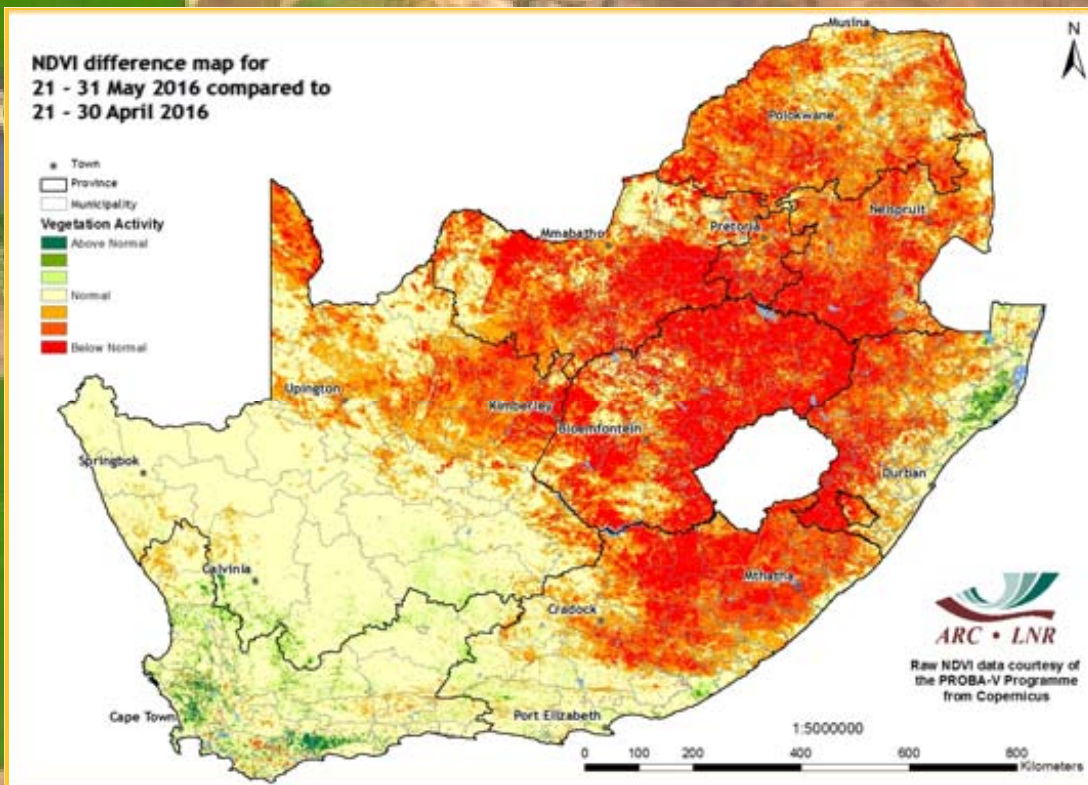 NDVI difference map for
21 - 31 May 2016 compared to
21 - 30 April 2016
Town
Province
Municipality
Vegetation Activity
Above Normal
Normal
Below Normal
N
Musina
Polokwane
Nelspruit
Pretoria
Mmabatho
Upington
Kimberley
Bloemfontein
Springbok
Durban
Calvinia
Mthatha
Cradock
Cape Town
Port Elizabeth
ARC • LNR
Raw NDVI data courtesy of
the PROBA-V Programme
from Copernicus
1:5000000
0 100 200 400 600 800
Kilometers